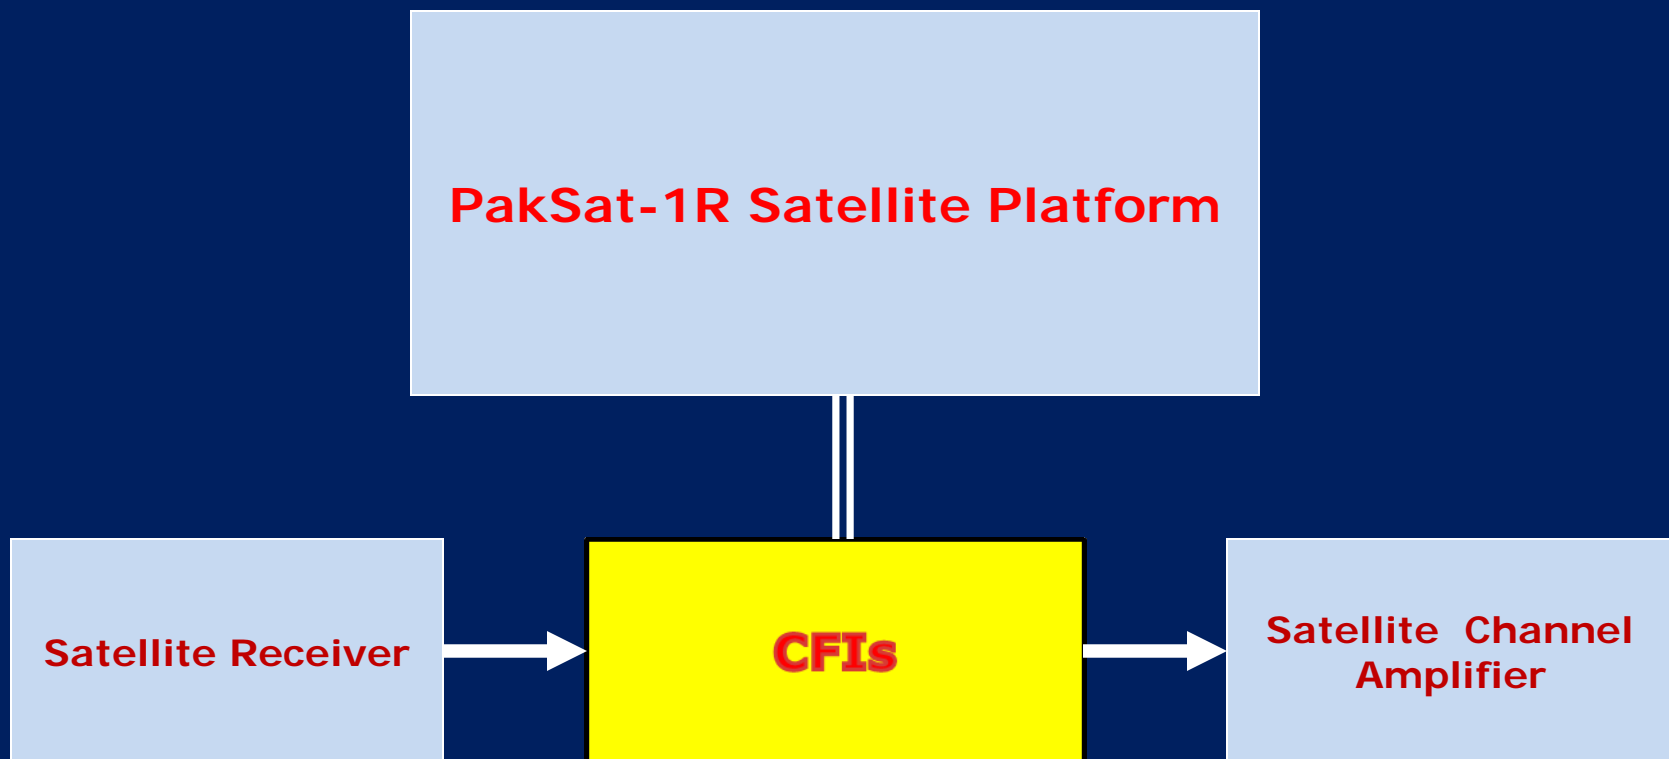 PakSat-1R Satellite Platform
Satellite Receiver
CFIs
Satellite Channel
Amplifier